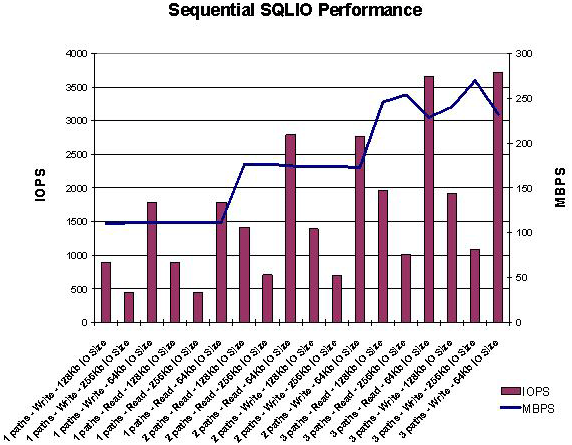 Sequential SQLIO Performance
4000
3500
3000
2500
2000
1500
1000
500
0
IOPS
300
250
200
150
100
50
0
MBPS
1 paths - Write - 128Kb IO Size
1 paths - Write - 256Kb IO Size
1 paths - Write - 64Kb IO Size
1 paths - Read - 128Kb IO Size
1 paths - Read - 256Kb IO Size
1 paths - Read - 64Kb IO Size
2 paths - Read - 128Kb IO Size
2 paths - Read - 256Kb IO Size
2 paths - Read - 64Kb IO Size
2 paths - Write - 128Kb IO Size
2 paths - Write - 256Kb IO Size
2 paths - Write - 64Kb IO Size
3 paths - Read - 128Kb IO Size
3 paths - Read - 256Kb IO Size
3 paths - Read - 64Kb IO Size
3 paths - Write - 128Kb IO Size
3 paths - Write - 256Kb IO Size
3 paths - Write - 64Kb IO Size
IOPS
MBPS